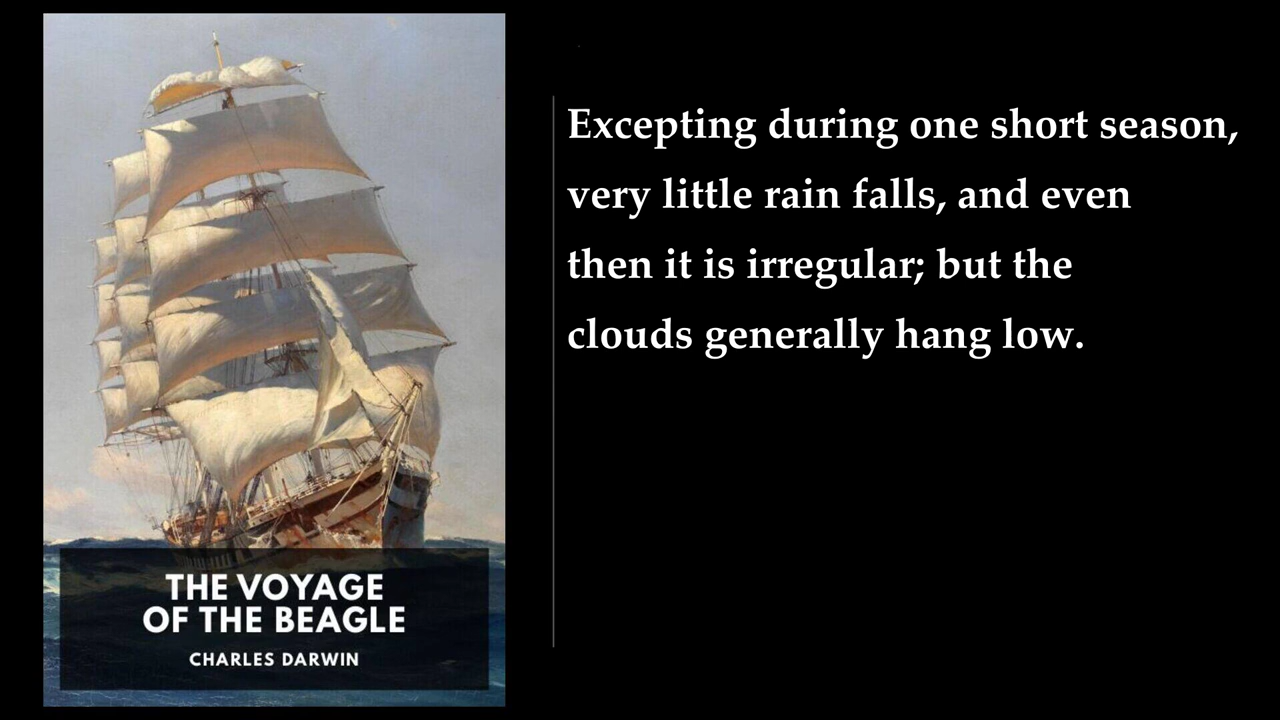 THE VOYAGE
OF THE BEAGLE
CHARLES DARWIN
Excepting during one short season,
very little rain falls, and even
then it is irregular; but the
clouds generally hang low.